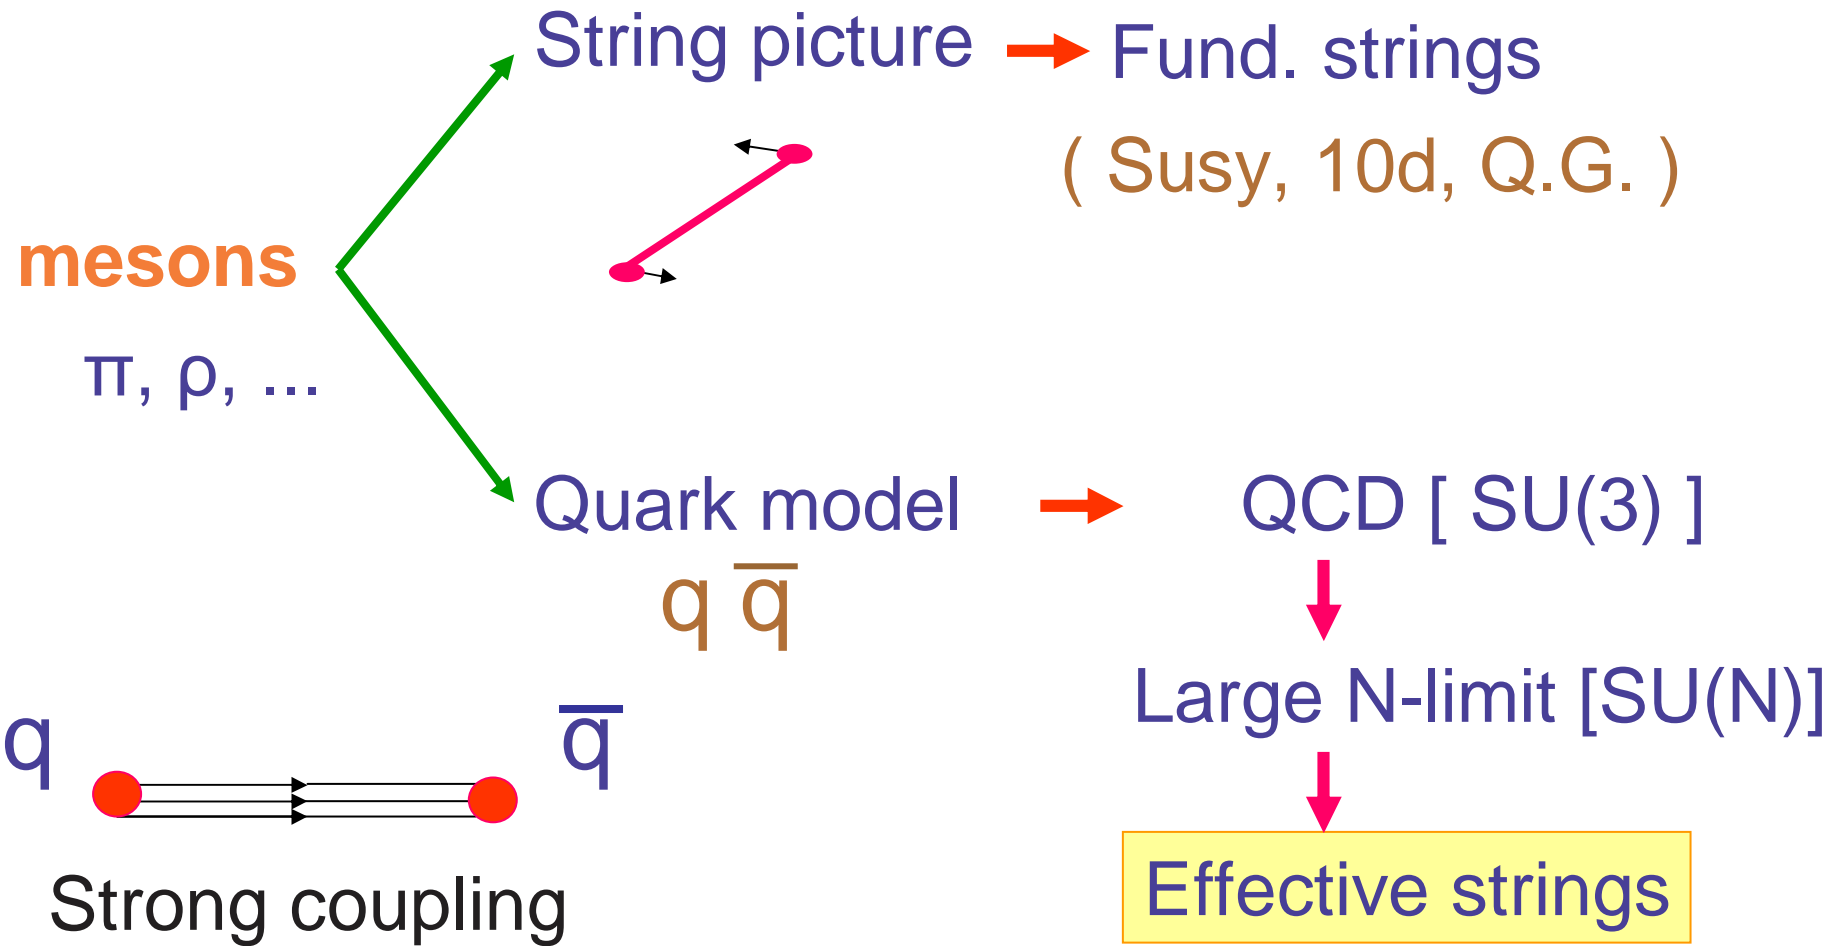 String picture
Fund. strings
( Susy, 10d, Q.G. )
mesons
π, ρ, ...
Quark model
q q̅
QCD [ SU(3) ]
Large N-limit [SU(N)]
Effective strings
q q̅
Strong coupling